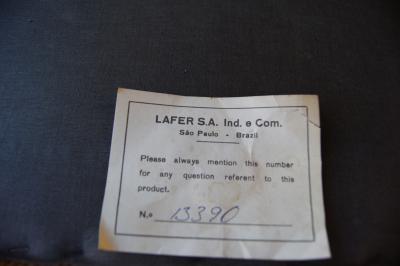 LAFER S.A. Ind. e Com.
São Paulo - Brazil
Please always mention this number
for any question referent to this
product.
N.o 13390